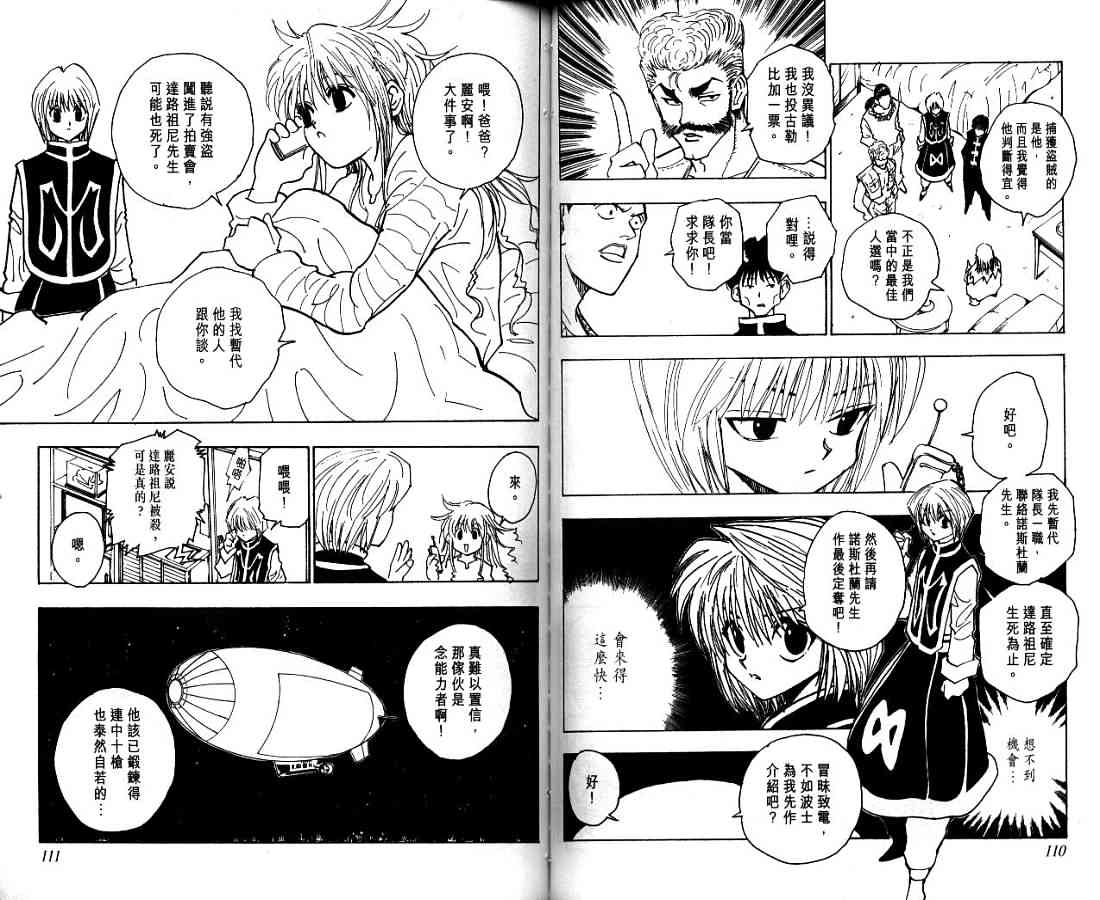 捕獲盜賊的
是他，
而且我覺得
他判斷得宜。
不正是我們
當中的最佳
人選嗎？
我沒異議！
我也投古勒
比加一票。
…說得
對哩。
你當
隊長吧！
求求你！
好吧。
我先暫代
隊長一職，
聯絡諾斯杜蘭
先生。
直至確定
達路祖尼
生死為止。
然後再請
諾斯杜蘭先生
作最後定奪吧！
想不到
機會…
會來得
這麼快…
冒昧致電，
不如波士
為我先作
介紹吧？
好！
110
喂！爸爸？
麗安啊！
大件事了。
聽説有強盜
闖進了拍賣會，
達路祖尼先生
可能也死了。
我找暫代
他的人
跟你談。
來。
喂喂！
麗安說
達路祖尼被殺，
可是真的？
嗯。
真難以置信，
那傢伙是
念能力者啊！
他該已鍛鍊得
連中十槍
也泰然自若的…
111